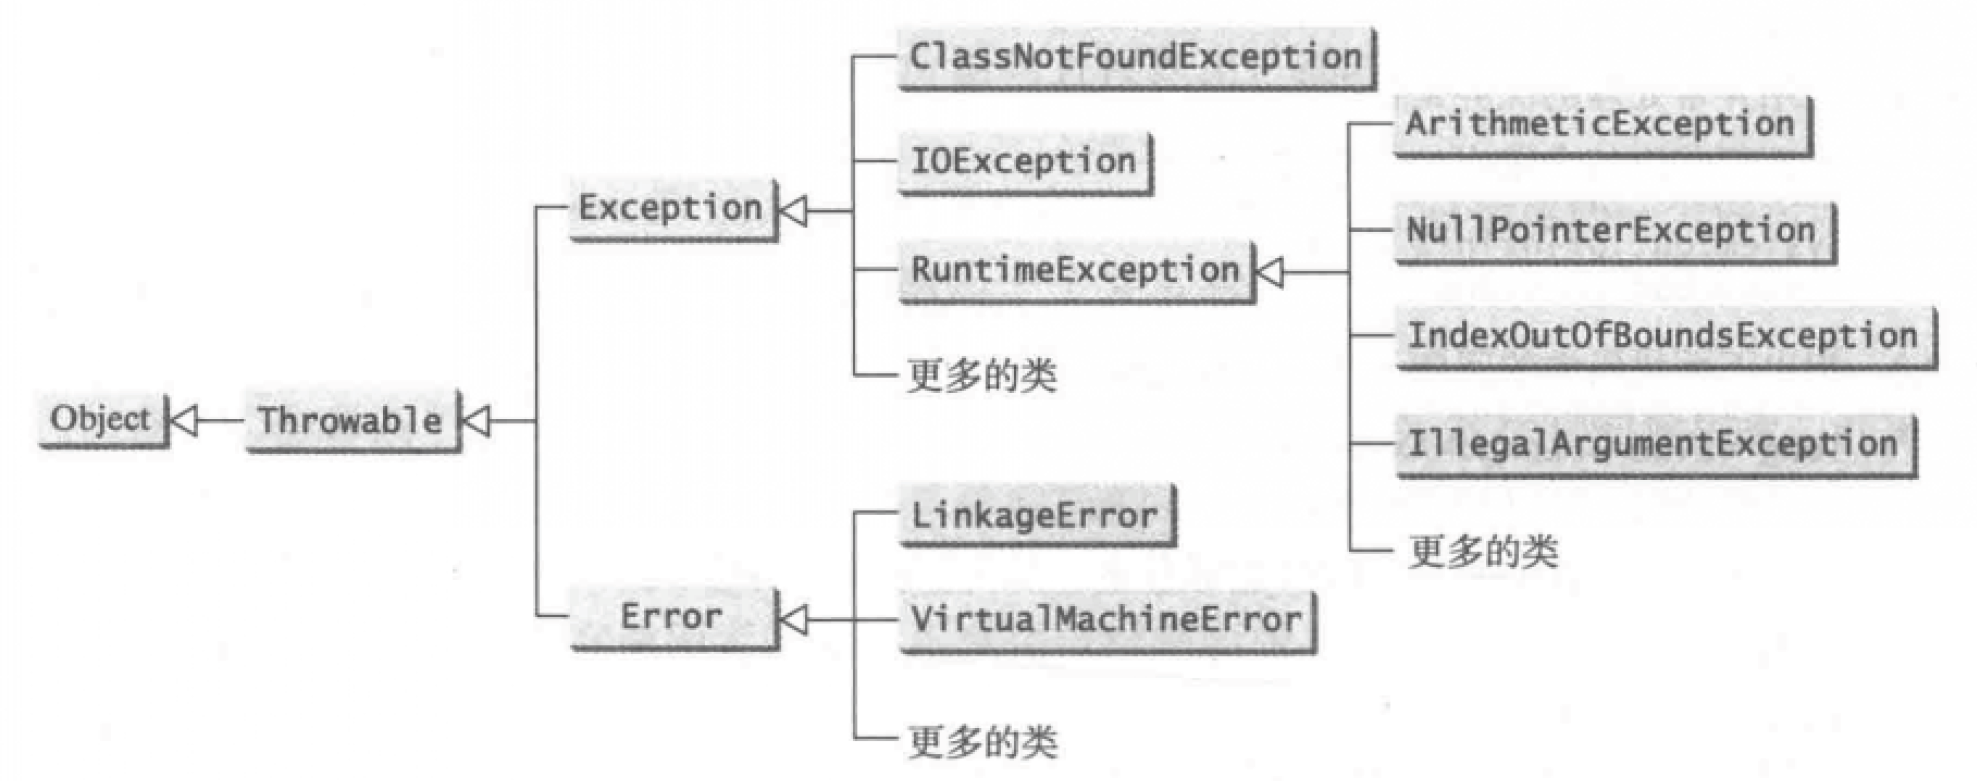 ClassNotFoundException
ArithmeticException
IOException
Exception
NullPointerException
RuntimeException
IndexOutOfBoundsException
更多的类
Object
Throwable
IllegalArgumentException
LinkageError
更多的类
Error
VirtualMachineError
更多的类